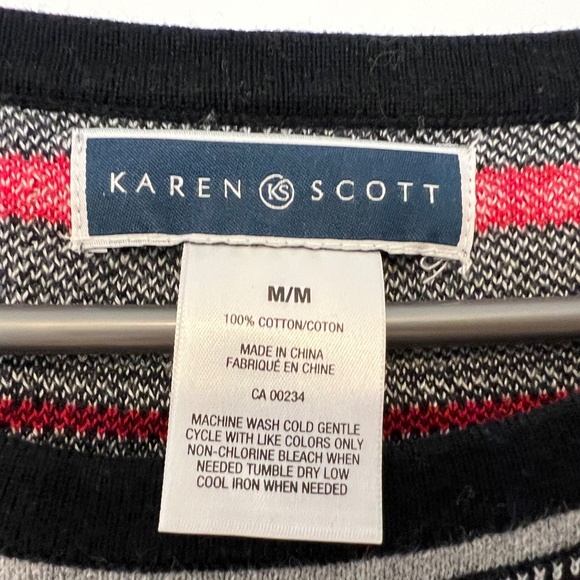 KAREN KS SCOTT
M/M
100% COTTON/COTON
MADE IN CHINA
FABRIQUÉ EN CHINE
CA 00234
MACHINE WASH COLD GENTLE
CYCLE WITH LIKE COLORS ONLY
NON-CHLORINE BLEACH WHEN
NEEDED TUMBLE DRY LOW
COOL IRON WHEN NEEDED